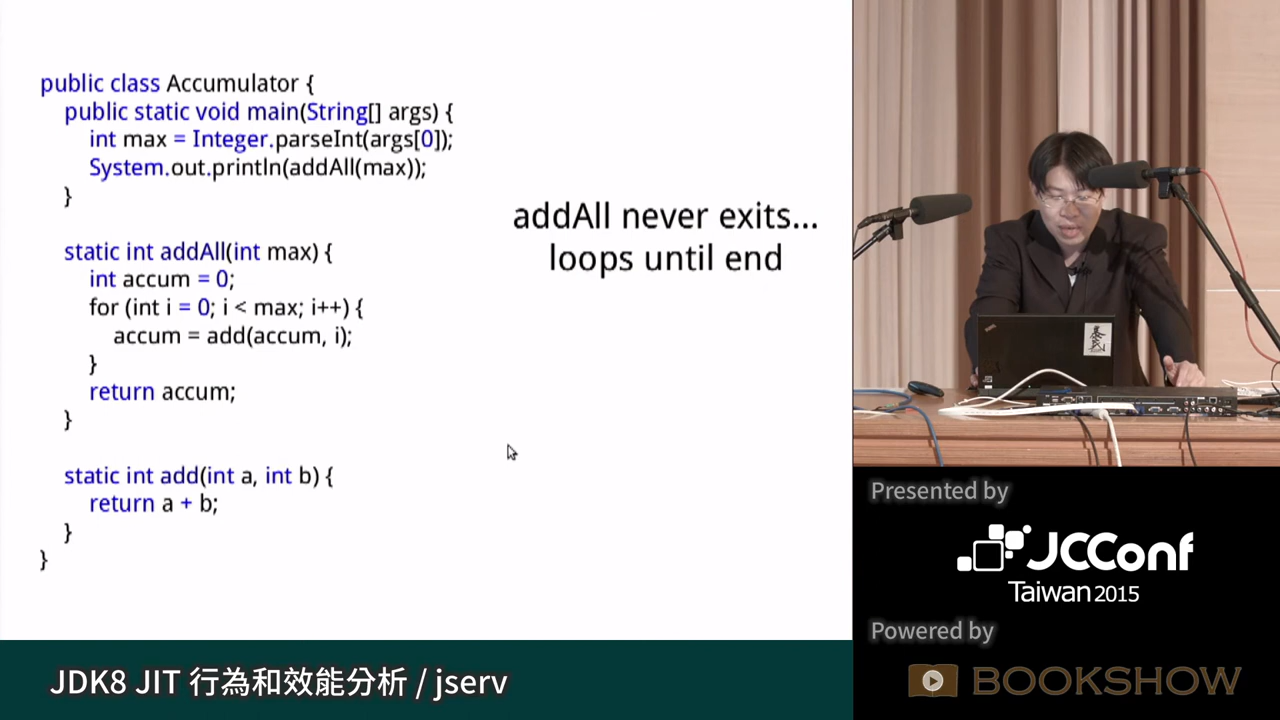 public class Accumulator {
public static void main(String[] args) {
int max = Integer.parseInt(args[0]);
System.out.println(addAll(max));
}
static int addAll(int max) {
int accum = 0;
for (int i = 0; i < max; i++) {
accum = add(accum, i);
}
return accum;
}
static int add(int a, int b) {
return a + b;
}
}
addAll never exits...
loops until end
Presented by
JCConf
Taiwan 2015
Powered by
BOOKSHOW
JDK8 JIT 行為和效能分析 / jserv